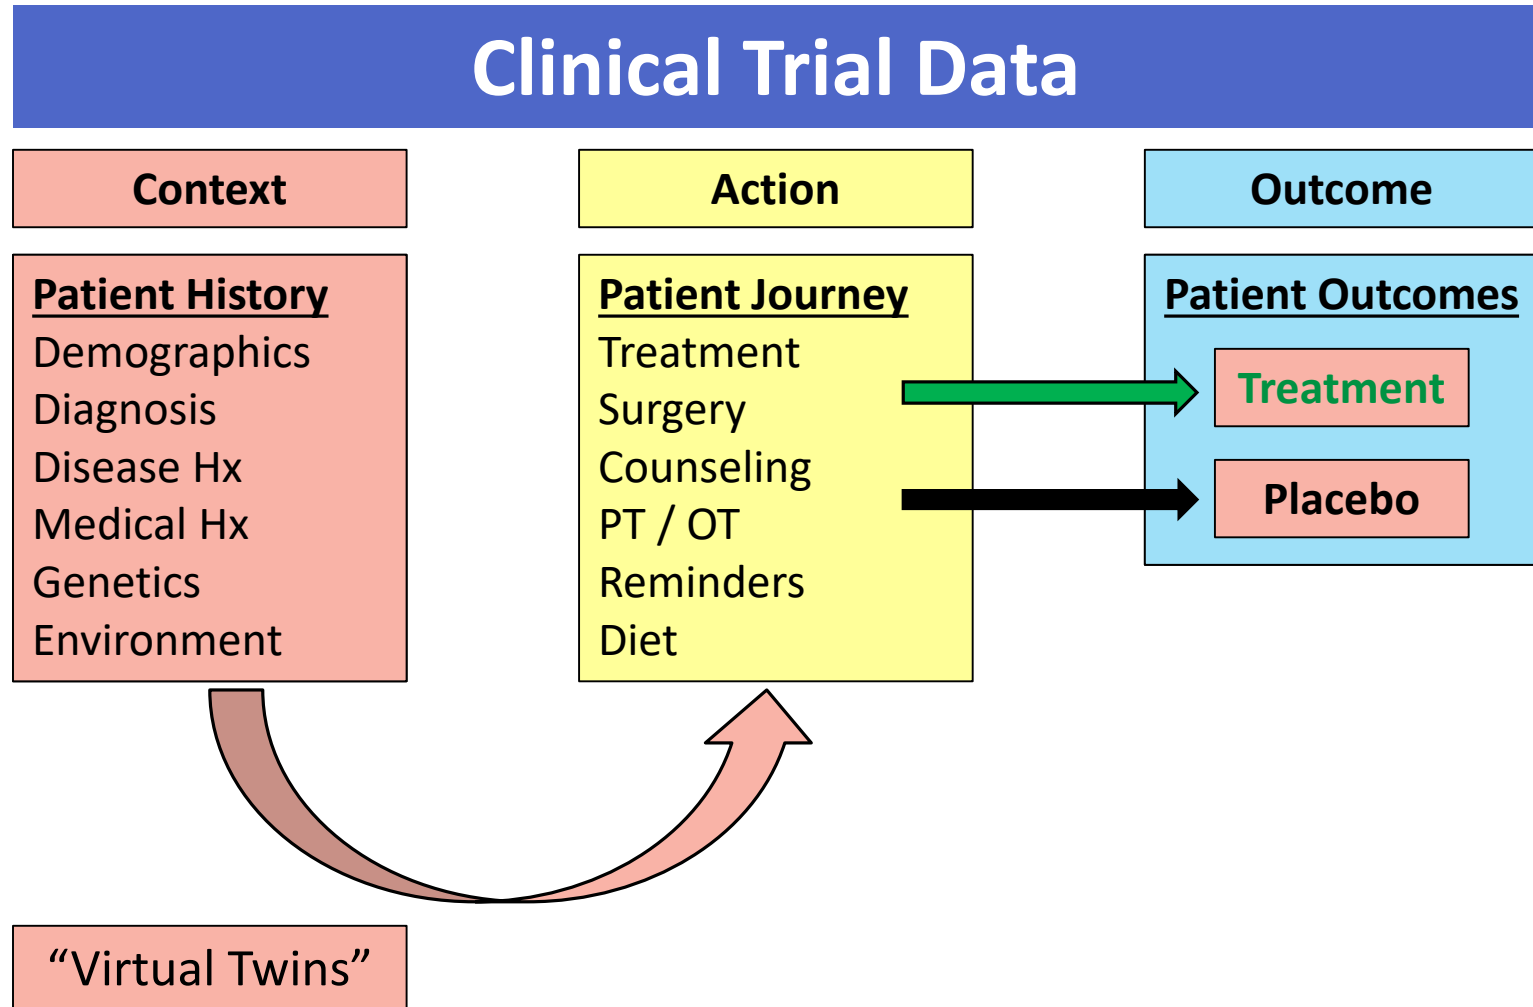 Clinical Trial Data
Context
Patient History
Demographics
Diagnosis
Disease Hx
Medical Hx
Genetics
Environment
“Virtual Twins”
Action
Patient Journey
Treatment
Surgery
Counseling
PT / OT
Reminders
Diet
Outcome
Patient Outcomes
Treatment
Placebo